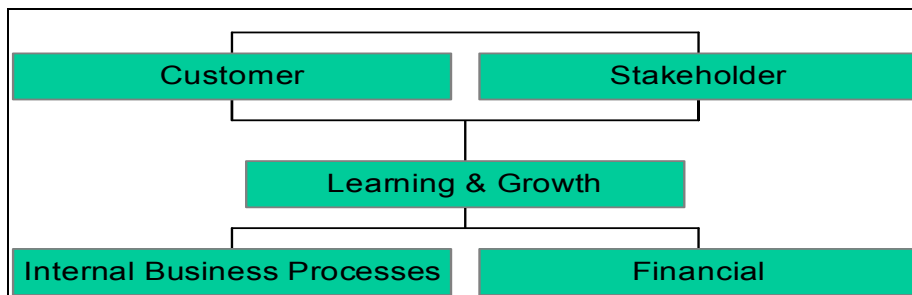 Customer
Stakeholder
Learning & Growth
Internal Business Processes
Financial